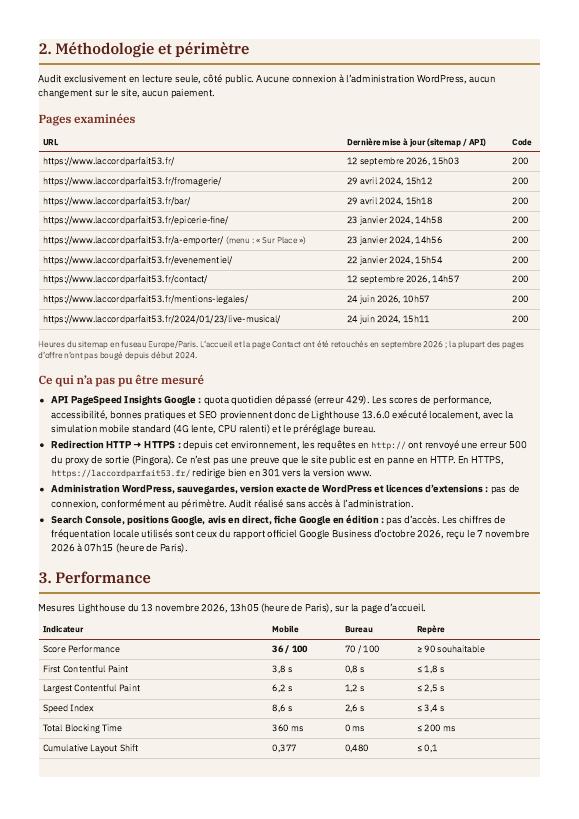 2. Méthodologie et périmètre
Audit exclusivement en lecture seule, côté public. Aucune connexion à l'administration WordPress, aucun
changement sur le site, aucun paiement.
Pages examinées
URL Dernière mise à jour (sitemap / API) Code
https://www.laccordparfait53.fr/ 12 septembre 2026, 15h03 200
https://www.laccordparfait53.fr/fromagerie/ 29 avril 2024, 15h12 200
https://www.laccordparfait53.fr/bar/ 29 avril 2024, 15h18 200
https://www.laccordparfait53.fr/epicerie-fine/ 23 janvier 2024, 14h58 200
https://www.laccordparfait53.fr/a-emporter/ (menu : « Sur Place ») 23 janvier 2024, 14h56 200
https://www.laccordparfait53.fr/evenementiel/ 22 janvier 2024, 15h54 200
https://www.laccordparfait53.fr/contact/ 12 septembre 2026, 14h57 200
https://www.laccordparfait53.fr/mentions-legales/ 24 juin 2026, 10h57 200
https://www.laccordparfait53.fr/2024/01/23/live-musical/ 24 juin 2024, 15h11 200
Heures du sitemap en fuseau Europe/Paris. L'accueil et la page Contact ont été retouchés en septembre 2026 ; la plupart des pages
d'offre n'ont pas bougé depuis début 2024.
Ce qui n'a pas pu être mesuré
• API PageSpeed Insights Google : quota quotidien dépassé (erreur 429). Les scores de performance,
accessibilité, bonnes pratiques et SEO proviennent donc de Lighthouse 13.6.0 exécuté localement, avec la
simulation mobile standard (4G lente, CPU ralenti) et le préréglage bureau.
• Redirection HTTP → HTTPS : depuis cet environnement, les requêtes en http:// ont renvoyé une erreur 500
du proxy de sortie (Pingora). Ce n'est pas une preuve que le site public est en panne en HTTP. En HTTPS,
https://laccordparfait53.fr/ redirige bien en 301 vers la version www.
• Administration WordPress, sauvegardes, version exacte de WordPress et licences d'extensions : pas de
connexion, conformément au périmètre. Audit réalisé sans accès à l'administration.
• Search Console, positions Google, avis en direct, fiche Google en édition : pas d'accès. Les chiffres de
fréquentation locale utilisés sont ceux du rapport officiel Google Business d'octobre 2026, reçu le 7 novembre
2026 à 07h15 (heure de Paris).
3. Performance
Mesures Lighthouse du 13 novembre 2026, 13h05 (heure de Paris), sur la page d'accueil.
Indicateur Mobile Bureau Repère
Score Performance 36 / 100 70 / 100 ≥ 90 souhaitable
First Contentful Paint 3,8 s 0,8 s ≤ 1,8 s
Largest Contentful Paint 6,2 s 1,2 s ≤ 2,5 s
Speed Index 8,6 s 2,6 s ≤ 3,4 s
Total Blocking Time 360 ms 0 ms ≤ 200 ms
Cumulative Layout Shift 0,377 0,480 ≤ 0,1